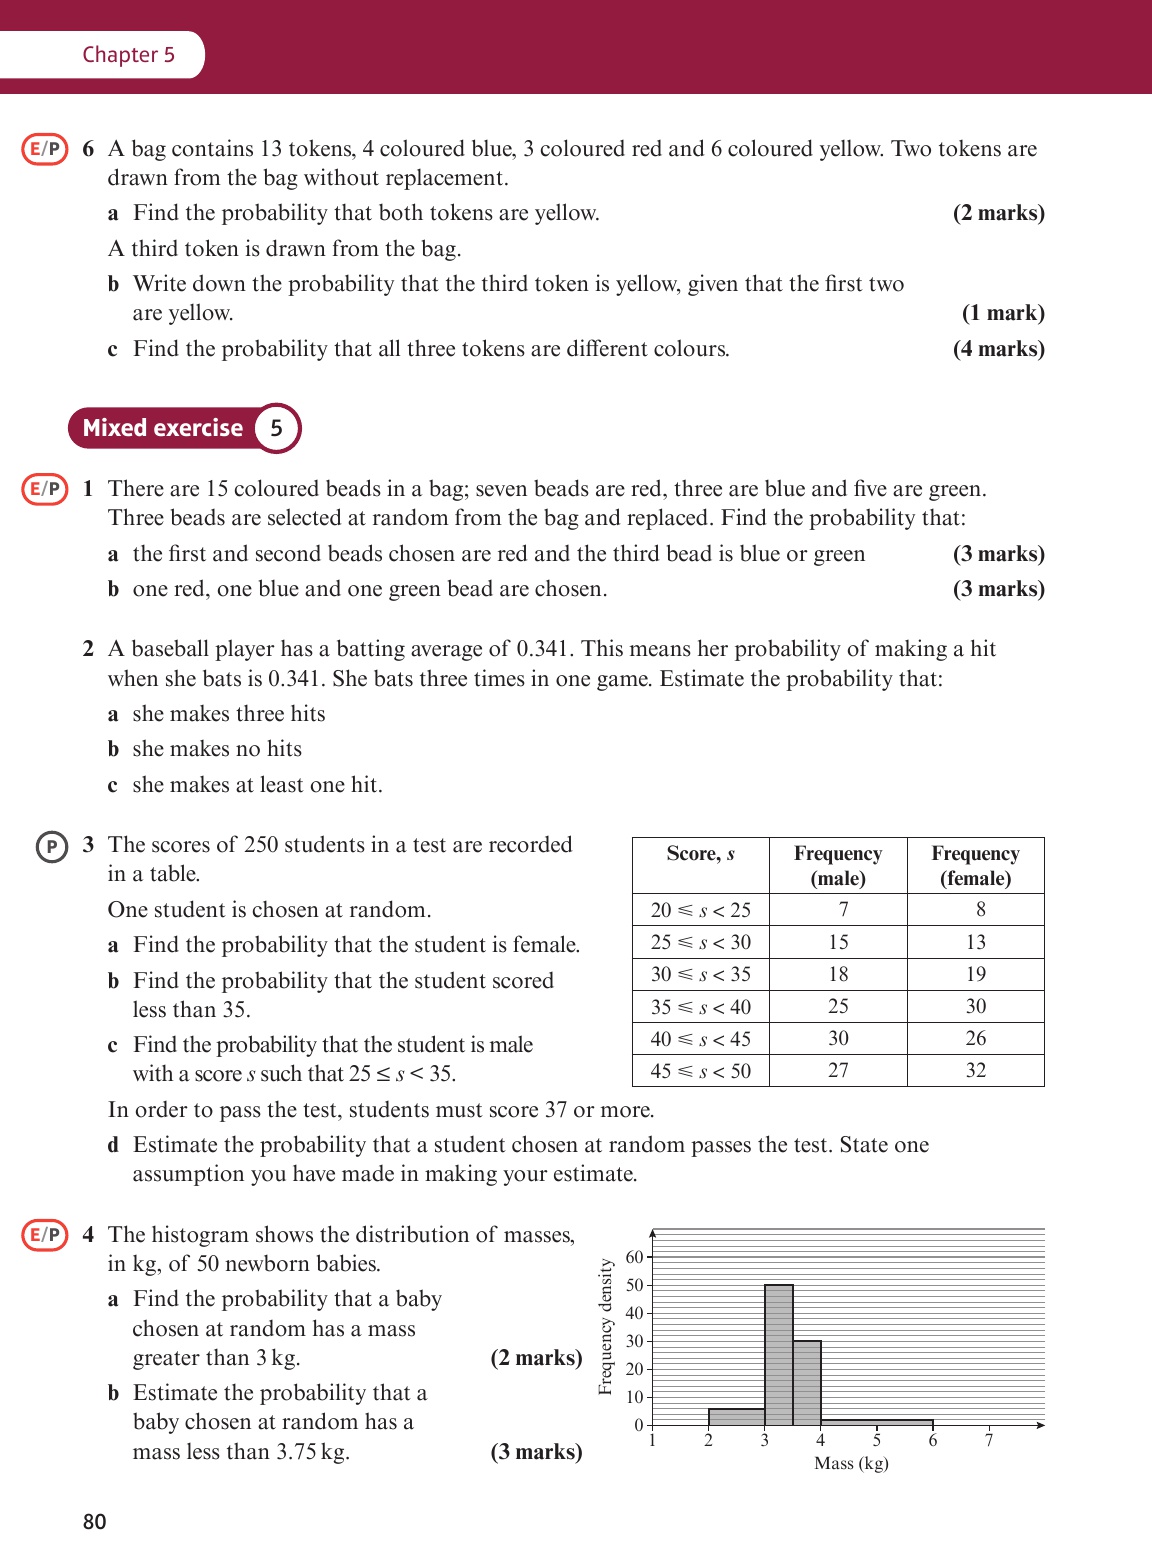 Chapter 5
E/P 6 A bag contains 13 tokens, 4 coloured blue, 3 coloured red and 6 coloured yellow. Two tokens are
drawn from the bag without replacement.
a Find the probability that both tokens are yellow. (2 marks)
A third token is drawn from the bag.
b Write down the probability that the third token is yellow, given that the first two
are yellow. (1 mark)
c Find the probability that all three tokens are different colours. (4 marks)
Mixed exercise 5
E/P 1 There are 15 coloured beads in a bag; seven beads are red, three are blue and five are green.
Three beads are selected at random from the bag and replaced. Find the probability that:
a the first and second beads chosen are red and the third bead is blue or green (3 marks)
b one red, one blue and one green bead are chosen. (3 marks)
2 A baseball player has a batting average of 0.341. This means her probability of making a hit
when she bats is 0.341. She bats three times in one game. Estimate the probability that:
a she makes three hits
b she makes no hits
c she makes at least one hit.
P 3 The scores of 250 students in a test are recorded
in a table.
One student is chosen at random.
a Find the probability that the student is female.
b Find the probability that the student scored
less than 35.
c Find the probability that the student is male
with a score s such that 25 ≤ s < 35.
Score, s Frequency (male) Frequency (female)
20 ⩽ s < 25 7 8
25 ⩽ s < 30 15 13
30 ⩽ s < 35 18 19
35 ⩽ s < 40 25 30
40 ⩽ s < 45 30 26
45 ⩽ s < 50 27 32
In order to pass the test, students must score 37 or more.
d Estimate the probability that a student chosen at random passes the test. State one
assumption you have made in making your estimate.
E/P 4 The histogram shows the distribution of masses,
in kg, of 50 newborn babies.
a Find the probability that a baby
chosen at random has a mass
greater than 3 kg. (2 marks)
b Estimate the probability that a
baby chosen at random has a
mass less than 3.75 kg. (3 marks)
Frequency density
60
50
40
30
20
10
0
1 2 3 4 5 6 7
Mass (kg)
80